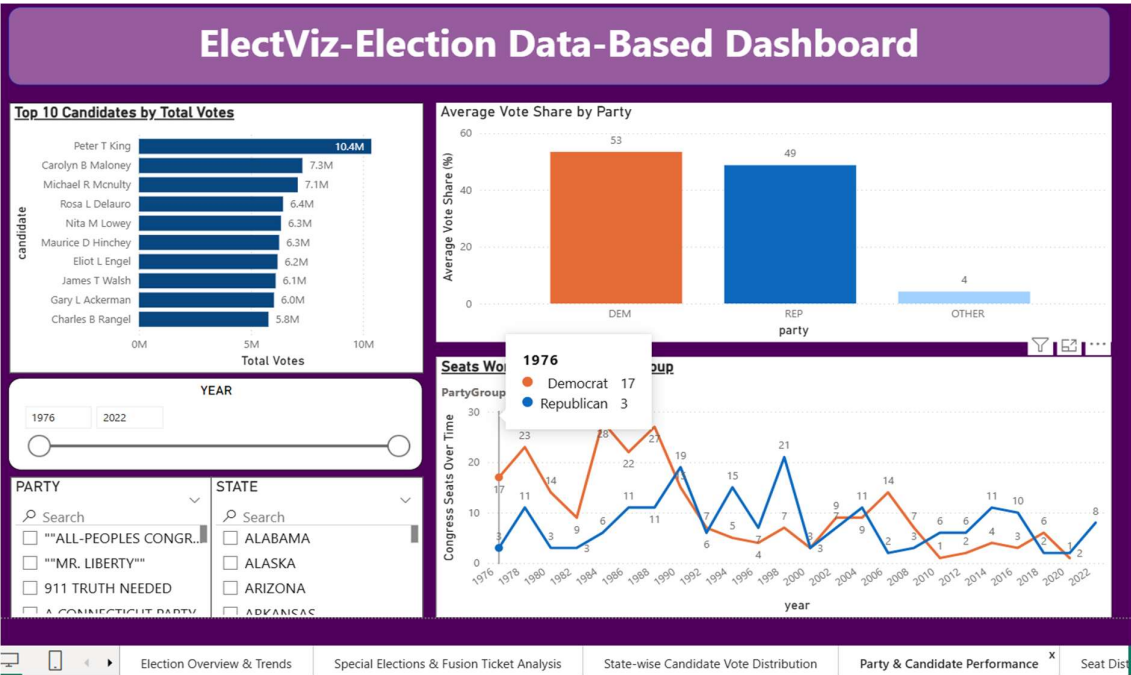 ElectViz-Election Data-Based Dashboard
Top 10 Candidates by Total Votes
candidate
Peter T King 10.4M
Carolyn B Maloney 7.3M
Michael R Mcnulty 7.1M
Rosa L Delauro 6.4M
Nita M Lowey 6.3M
Maurice D Hinchey 6.3M
Eliot L Engel 6.2M
James T Walsh 6.1M
Gary L Ackerman 6.0M
Charles B Rangel 5.8M
0M 5M 10M
Total Votes
Average Vote Share by Party
Average Vote Share (%)
60
40
20
0
53 49 4
DEM REP OTHER
party
YEAR
1976 2022
PARTY
Search
""ALL-PEOPLES CONGR...
""MR. LIBERTY""
911 TRUTH NEEDED
A CONNECTICUT PARTY
STATE
Search
ALABAMA
ALASKA
ARIZONA
ARKANSAS
Seats Wo oup
PartyGroup
1976
Democrat 17
Republican 3
Congress Seats Over Time
30
20
10
0
17 23 14 9 28 22 27 15 7 5 4 7 3 9 9 14 7 1 2 4 3 6 1
3 11 3 3 6 11 11 19 6 15 7 21 3 7 11 2 3 6 6 11 10 2 2 8
1976 1978 1980 1982 1984 1986 1988 1990 1992 1994 1996 1998 2000 2002 2004 2006 2008 2010 2012 2014 2016 2018 2020 2022
year
Election Overview & Trends
Special Elections & Fusion Ticket Analysis
State-wise Candidate Vote Distribution
Party & Candidate Performance x
Seat Dist